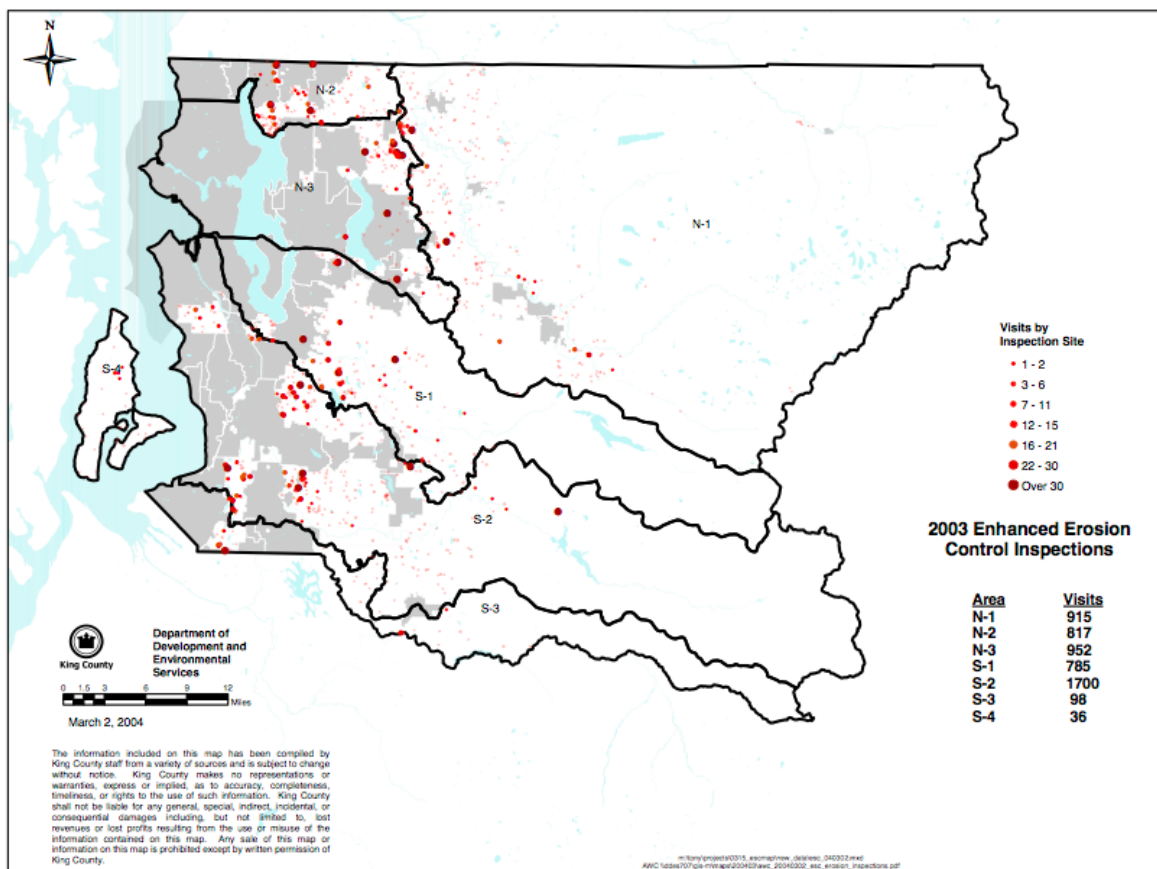 N
N-2
N-3
N-1
S-4
S-1
S-2
S-3
Visits by
Inspection Site
1 - 2
3 - 6
7 - 11
12 - 15
16 - 21
22 - 30
Over 30
2003 Enhanced Erosion
Control Inspections
Area Visits
N-1 915
N-2 817
N-3 952
S-1 785
S-2 1700
S-3 98
S-4 36
King County
Department of
Development and
Environmental
Services
0 1.5 3 6 9 12
Miles
March 2, 2004
The information included on this map has been compiled by
King County staff from a variety of sources and is subject to change
without notice. King County makes no representations or
warranties, express or implied, as to accuracy, completeness,
timeliness, or rights to the use of such information. King County
shall not be liable for any general, special, indirect, incidental, or
consequential damages including, but not limited to, lost
revenues or lost profits resulting from the use or misuse of the
information contained on this map. Any sale of this map or
information on this map is prohibited except by written permission of
King County.